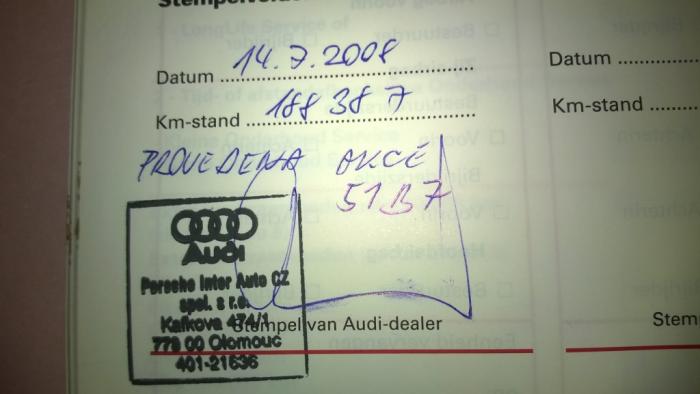 Datum 14.7.2008
Km-stand 188 387
PROVEDENA AKCE
51B7
Audi
Porsche Inter Auto CZ
spol. s r.o.
Kafkova 474/1
779 00 Olomouc
401-21636
Stempel van Audi-dealer
Datum
Km-stand
Stem